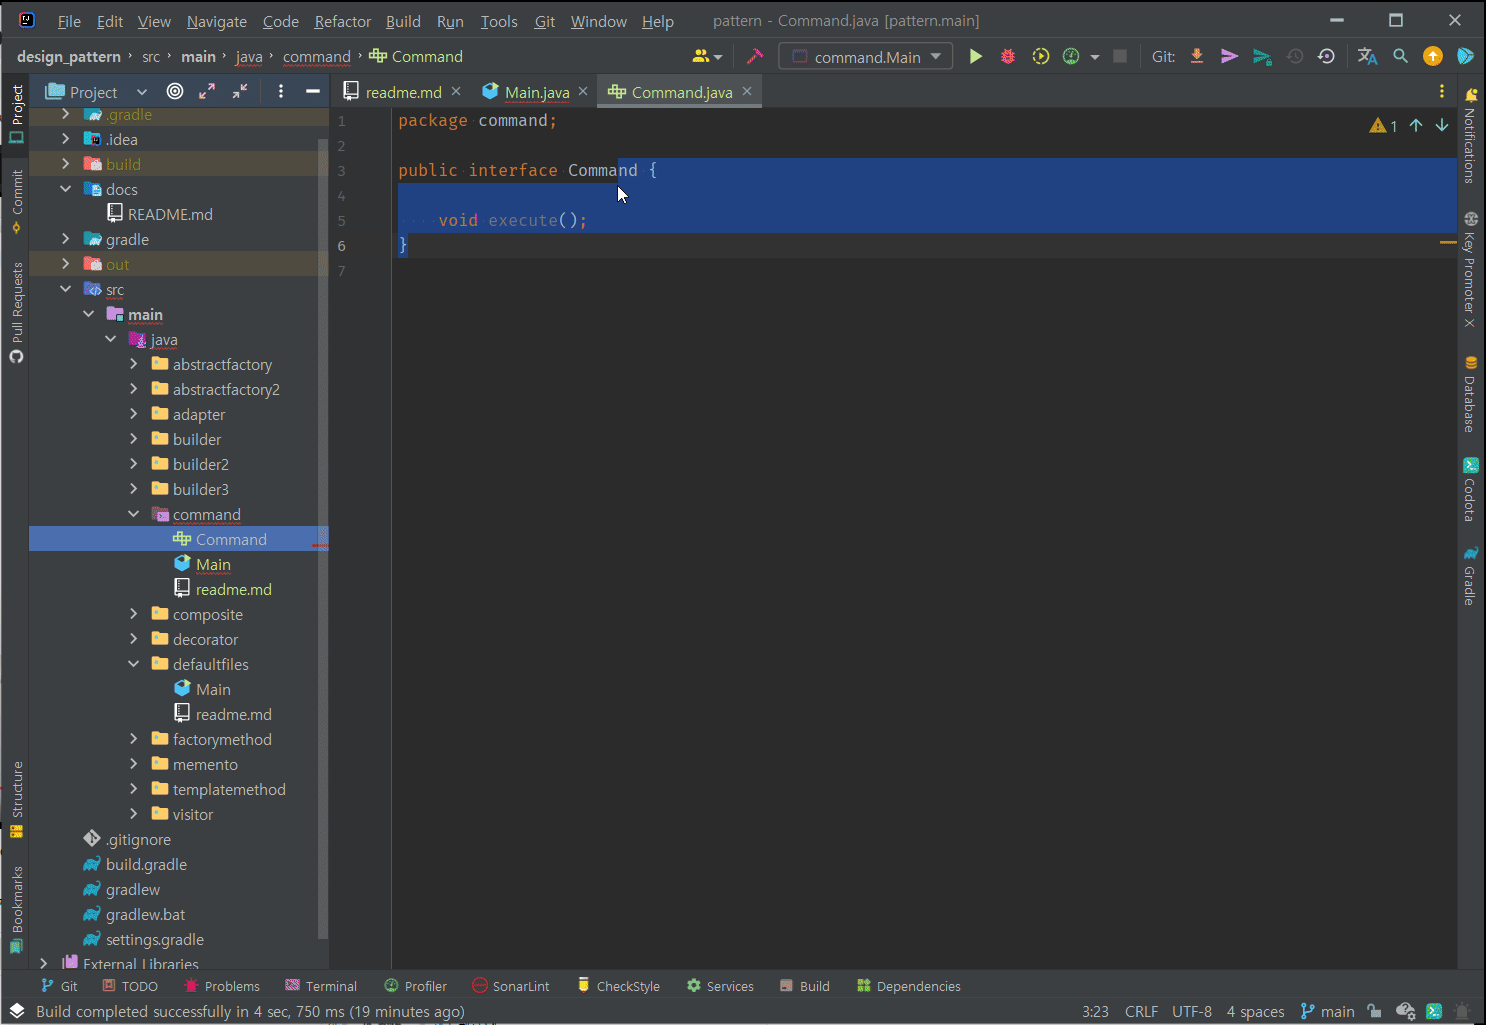 File Edit View Navigate Code Refactor Build Run Tools Git Window Help pattern - Command.java [pattern.main]
design_pattern › src › main › java › command › Command command.Main Git:
Project
readme.md Main.java Command.java
.gradle
.idea
build
docs
README.md
gradle
out
src
main
java
abstractfactory
abstractfactory2
adapter
builder
builder2
builder3
command
Command
Main
readme.md
composite
decorator
defaultfiles
Main
readme.md
factorymethod
memento
templatemethod
visitor
.gitignore
build.gradle
gradlew
gradlew.bat
settings.gradle
External Libraries
1 package command;
2
3 public interface Command {
4
5 void execute();
6 }
7
1
Project
Commit
Pull Requests
Structure
Bookmarks
Notifications
Key Promoter X
Database
Codota
Gradle
Git TODO Problems Terminal Profiler SonarLint CheckStyle Services Build Dependencies
Build completed successfully in 4 sec, 750 ms (19 minutes ago) 3:23 CRLF UTF-8 4 spaces main